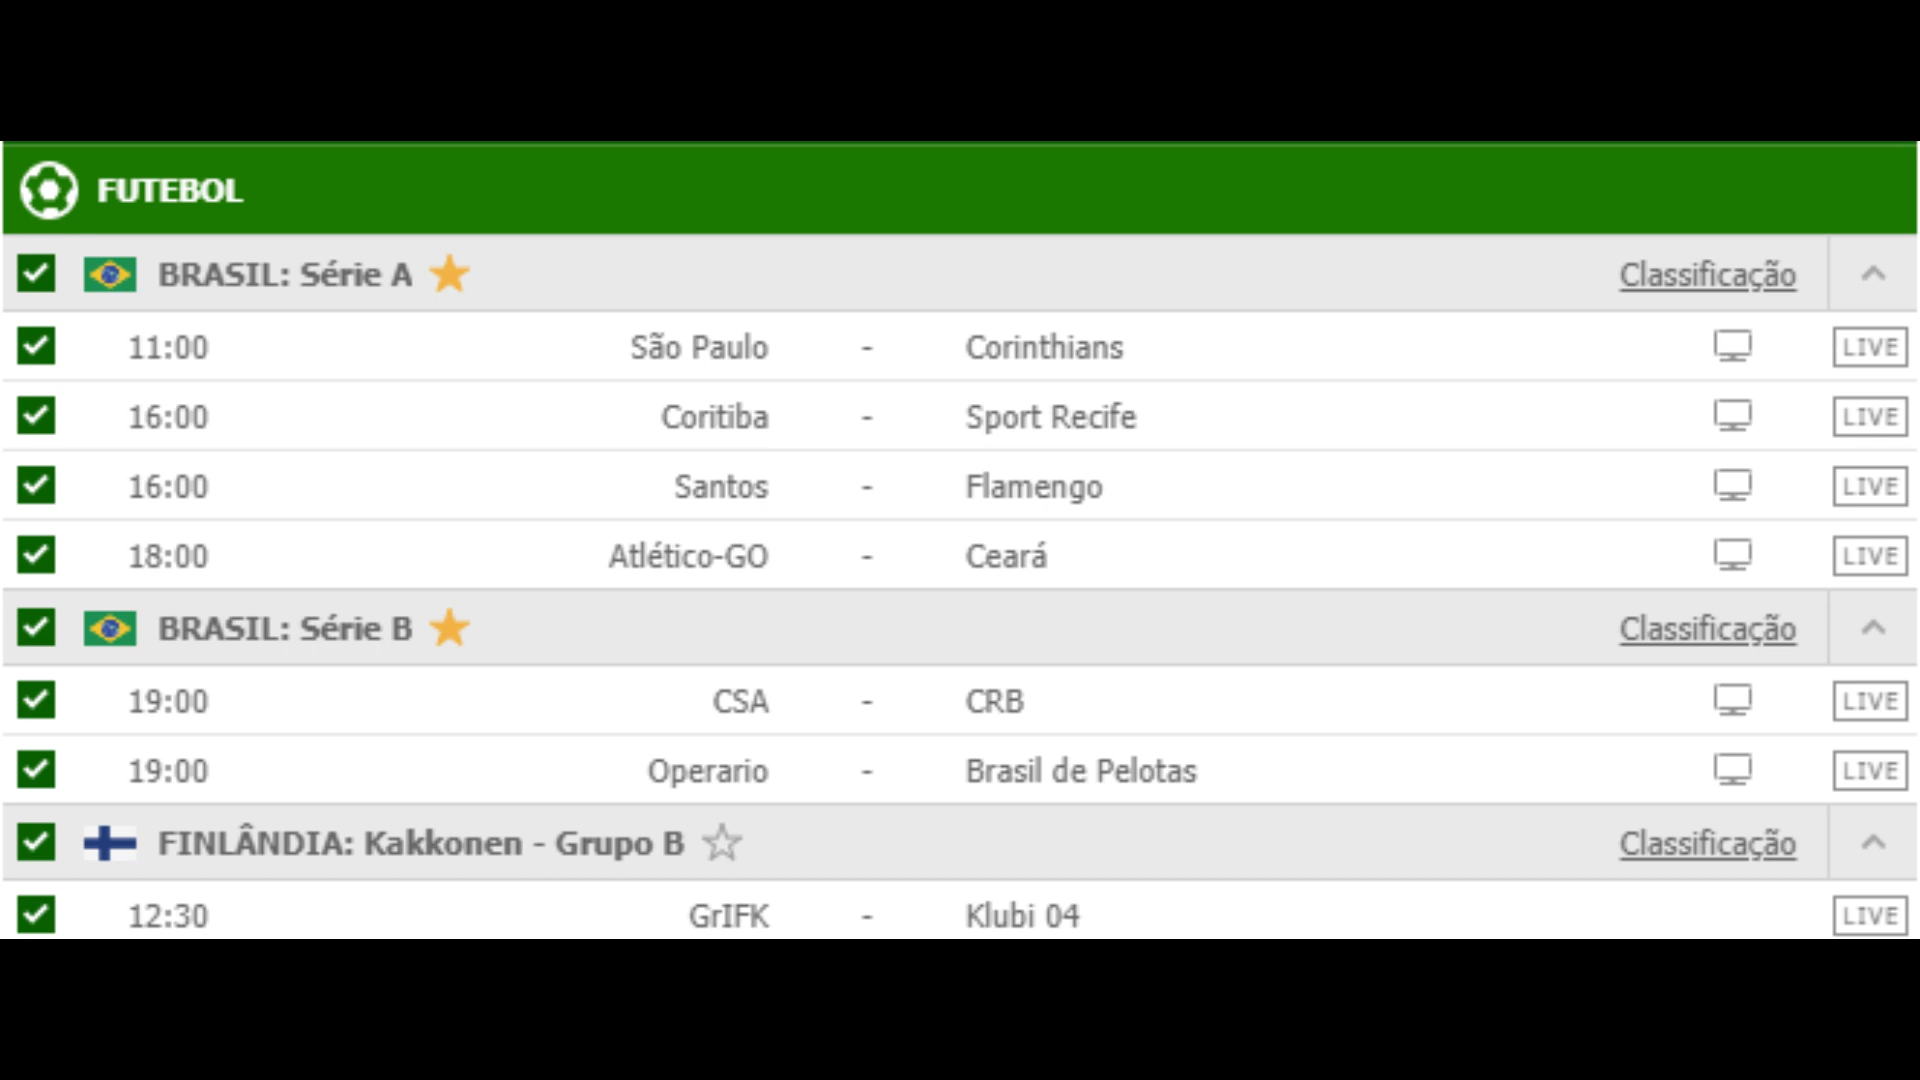 FUTEBOL
BRASIL: Série A Classificação
11:00 São Paulo - Corinthians LIVE
16:00 Coritiba - Sport Recife LIVE
16:00 Santos - Flamengo LIVE
18:00 Atlético-GO - Ceará LIVE
BRASIL: Série B Classificação
19:00 CSA - CRB LIVE
19:00 Operario - Brasil de Pelotas LIVE
FINLÂNDIA: Kakkonen - Grupo B Classificação
12:30 GrIFK - Klubi 04 LIVE